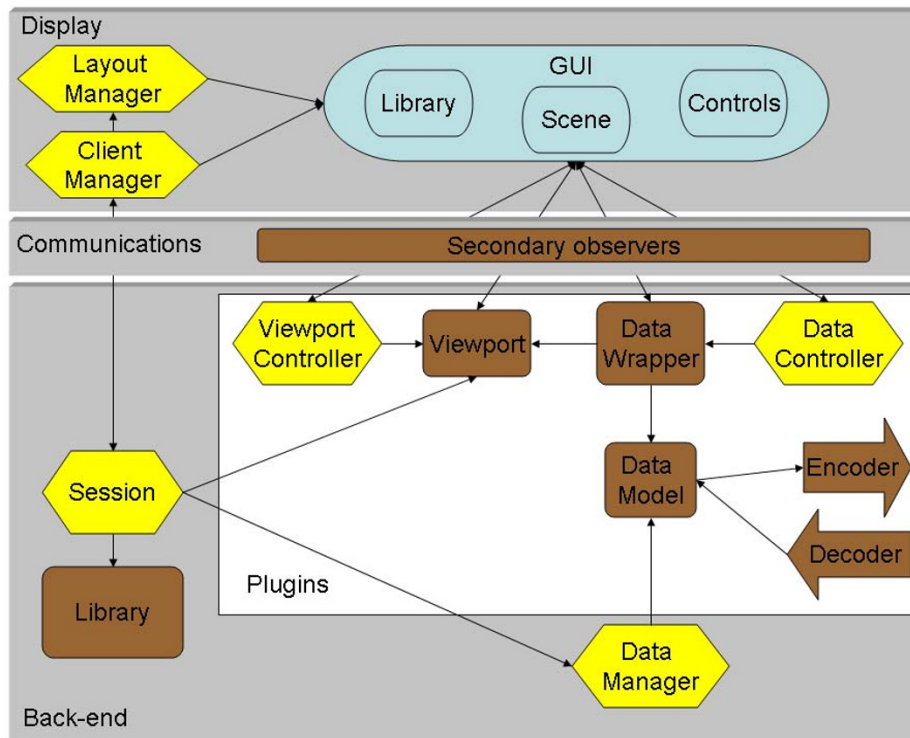 Display
Layout
Manager
GUI
Library
Scene
Controls
Client
Manager
Communications
Secondary observers
Viewport
Controller
Viewport
Data
Wrapper
Data
Controller
Session
Data
Model
Encoder
Decoder
Library
Plugins
Data
Manager
Back-end